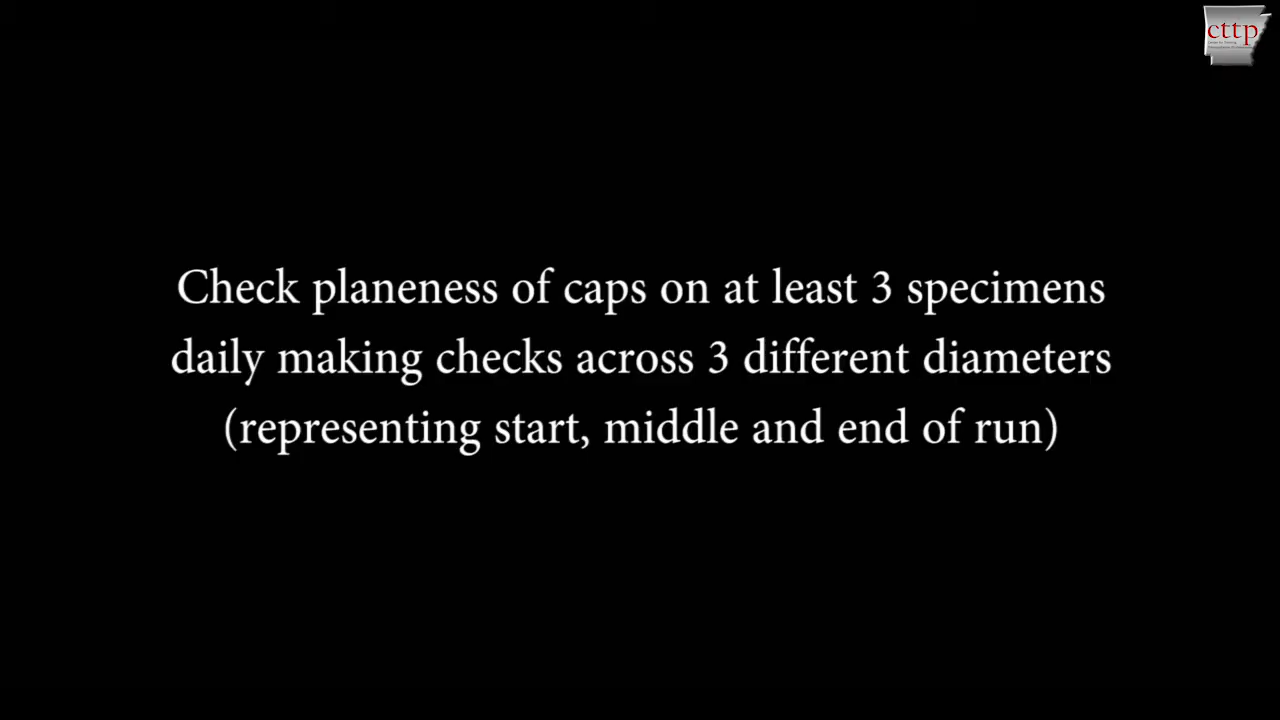 cttp
Check planeness of caps on at least 3 specimens
daily making checks across 3 different diameters
(representing start, middle and end of run)